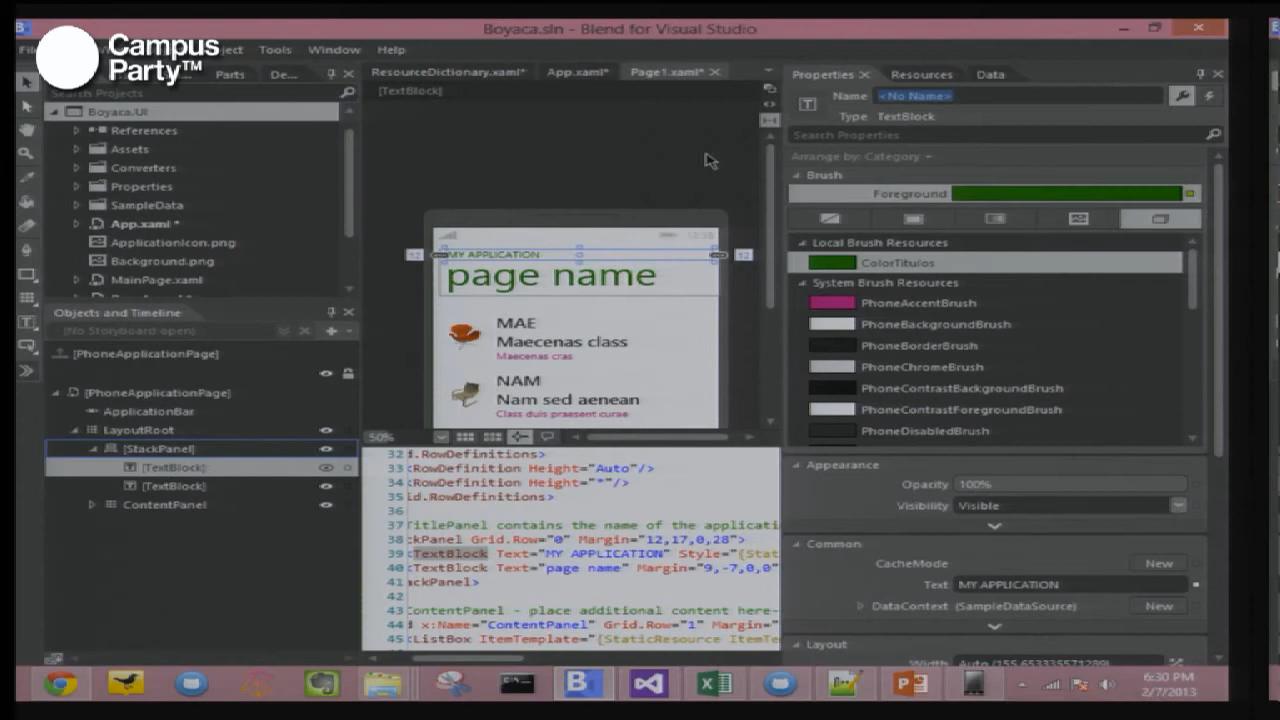 Boyaca.sln - Blend for Visual Studio
Campus
Party™
Tools Window Help
Parts De...
Search Projects
Boyaca.UI
References
Assets
Converters
Properties
SampleData
App.xaml *
ApplicationIcon.png
Background.png
MainPage.xaml
Objects and Timeline
(No Storyboard open)
[PhoneApplicationPage]
[PhoneApplicationPage]
ApplicationBar
LayoutRoot
[StackPanel]
[TextBlock]
[TextBlock]
ContentPanel
ResourceDictionary.xaml* App.xaml* Page1.xaml*
[TextBlock]
12 MY APPLICATION 12
page name
MAE
Maecenas class
Maecenas cras
NAM
Nam sed aenean
Class duis praesent curae
50%
32 d.RowDefinitions>
33 <RowDefinition Height="Auto"/>
34 <RowDefinition Height="*"/>
35 id.RowDefinitions>
36
37 TitlePanel contains the name of the applicati
38 ckPanel Grid.Row="0" Margin="12,17,0,28">
39 <TextBlock Text="MY APPLICATION" Style="{Stat
40 <TextBlock Text="page name" Margin="9,-7,0,0"
41 ackPanel>
42
43 ContentPanel - place additional content here-
44 d x:Name="ContentPanel" Grid.Row="1" Margin="
45 <ListBox ItemTemplate="{StaticResource ItemTe
Properties Resources Data
Name <No Name>
Type TextBlock
Search Properties
Arrange by: Category
Brush
Foreground
Local Brush Resources
ColorTitulos
System Brush Resources
PhoneAccentBrush
PhoneBackgroundBrush
PhoneBorderBrush
PhoneChromeBrush
PhoneContrastBackgroundBrush
PhoneContrastForegroundBrush
PhoneDisabledBrush
Appearance
Opacity 100%
Visibility Visible
Common
CacheMode New
Text MY APPLICATION
DataContext (SampleDataSource) New
Layout
Width Auto (155.653335571289)
6:30 PM
2/7/2013